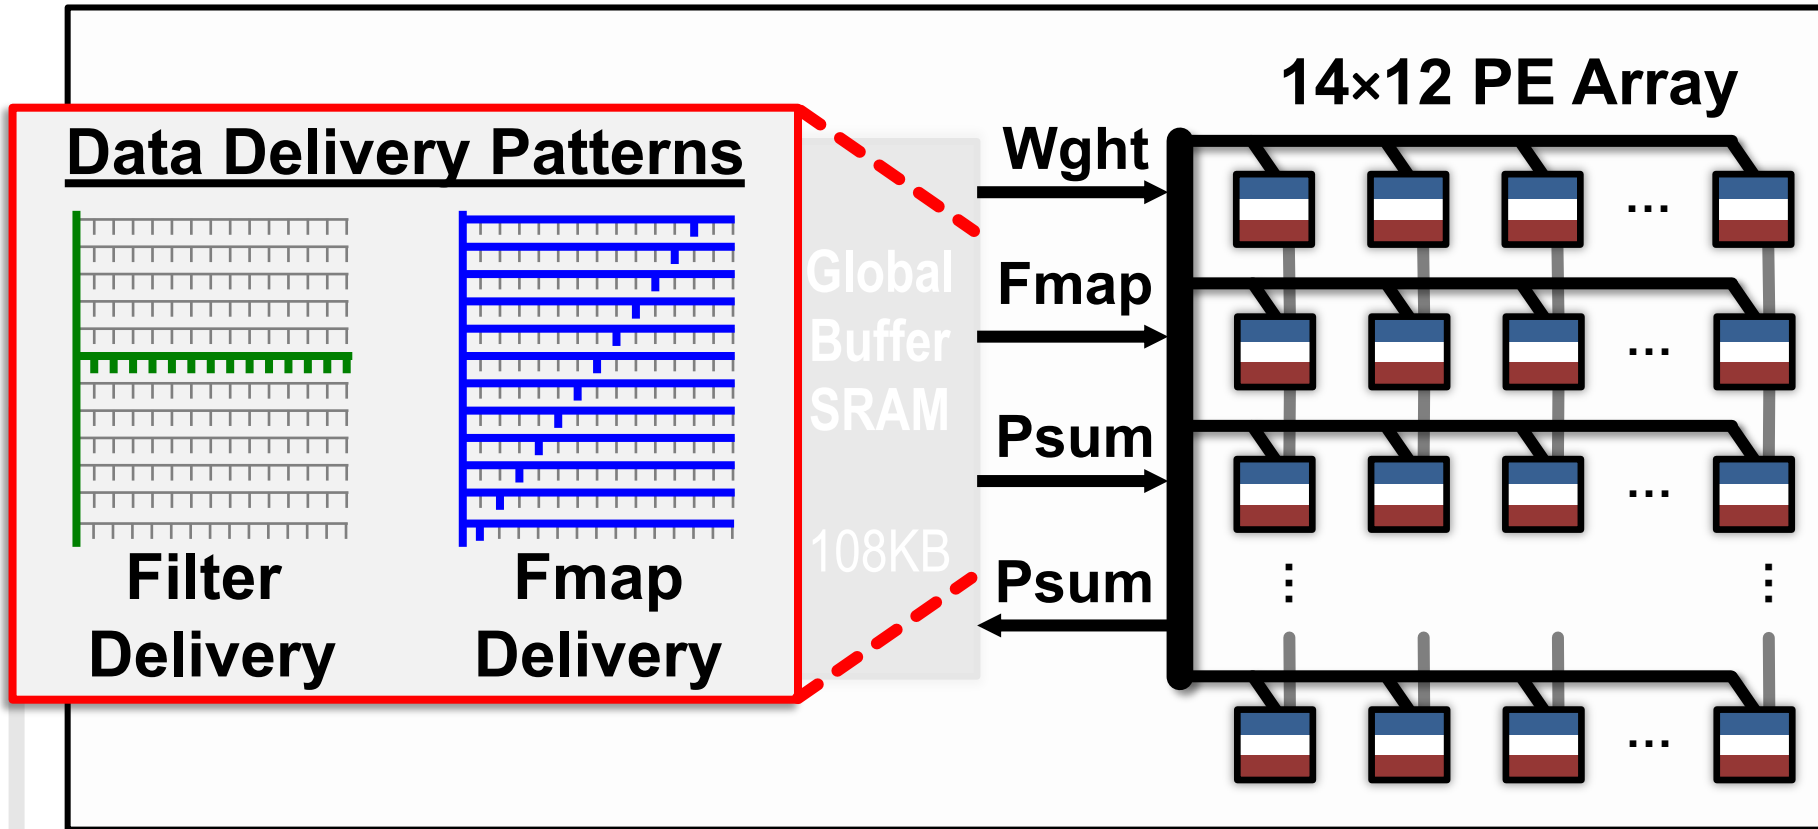 14×12 PE Array
Data Delivery Patterns
Filter
Delivery
Fmap
Delivery
Global
Buffer
SRAM
108KB
Wght
Fmap
Psum
Psum
...
...
...
...
...
...